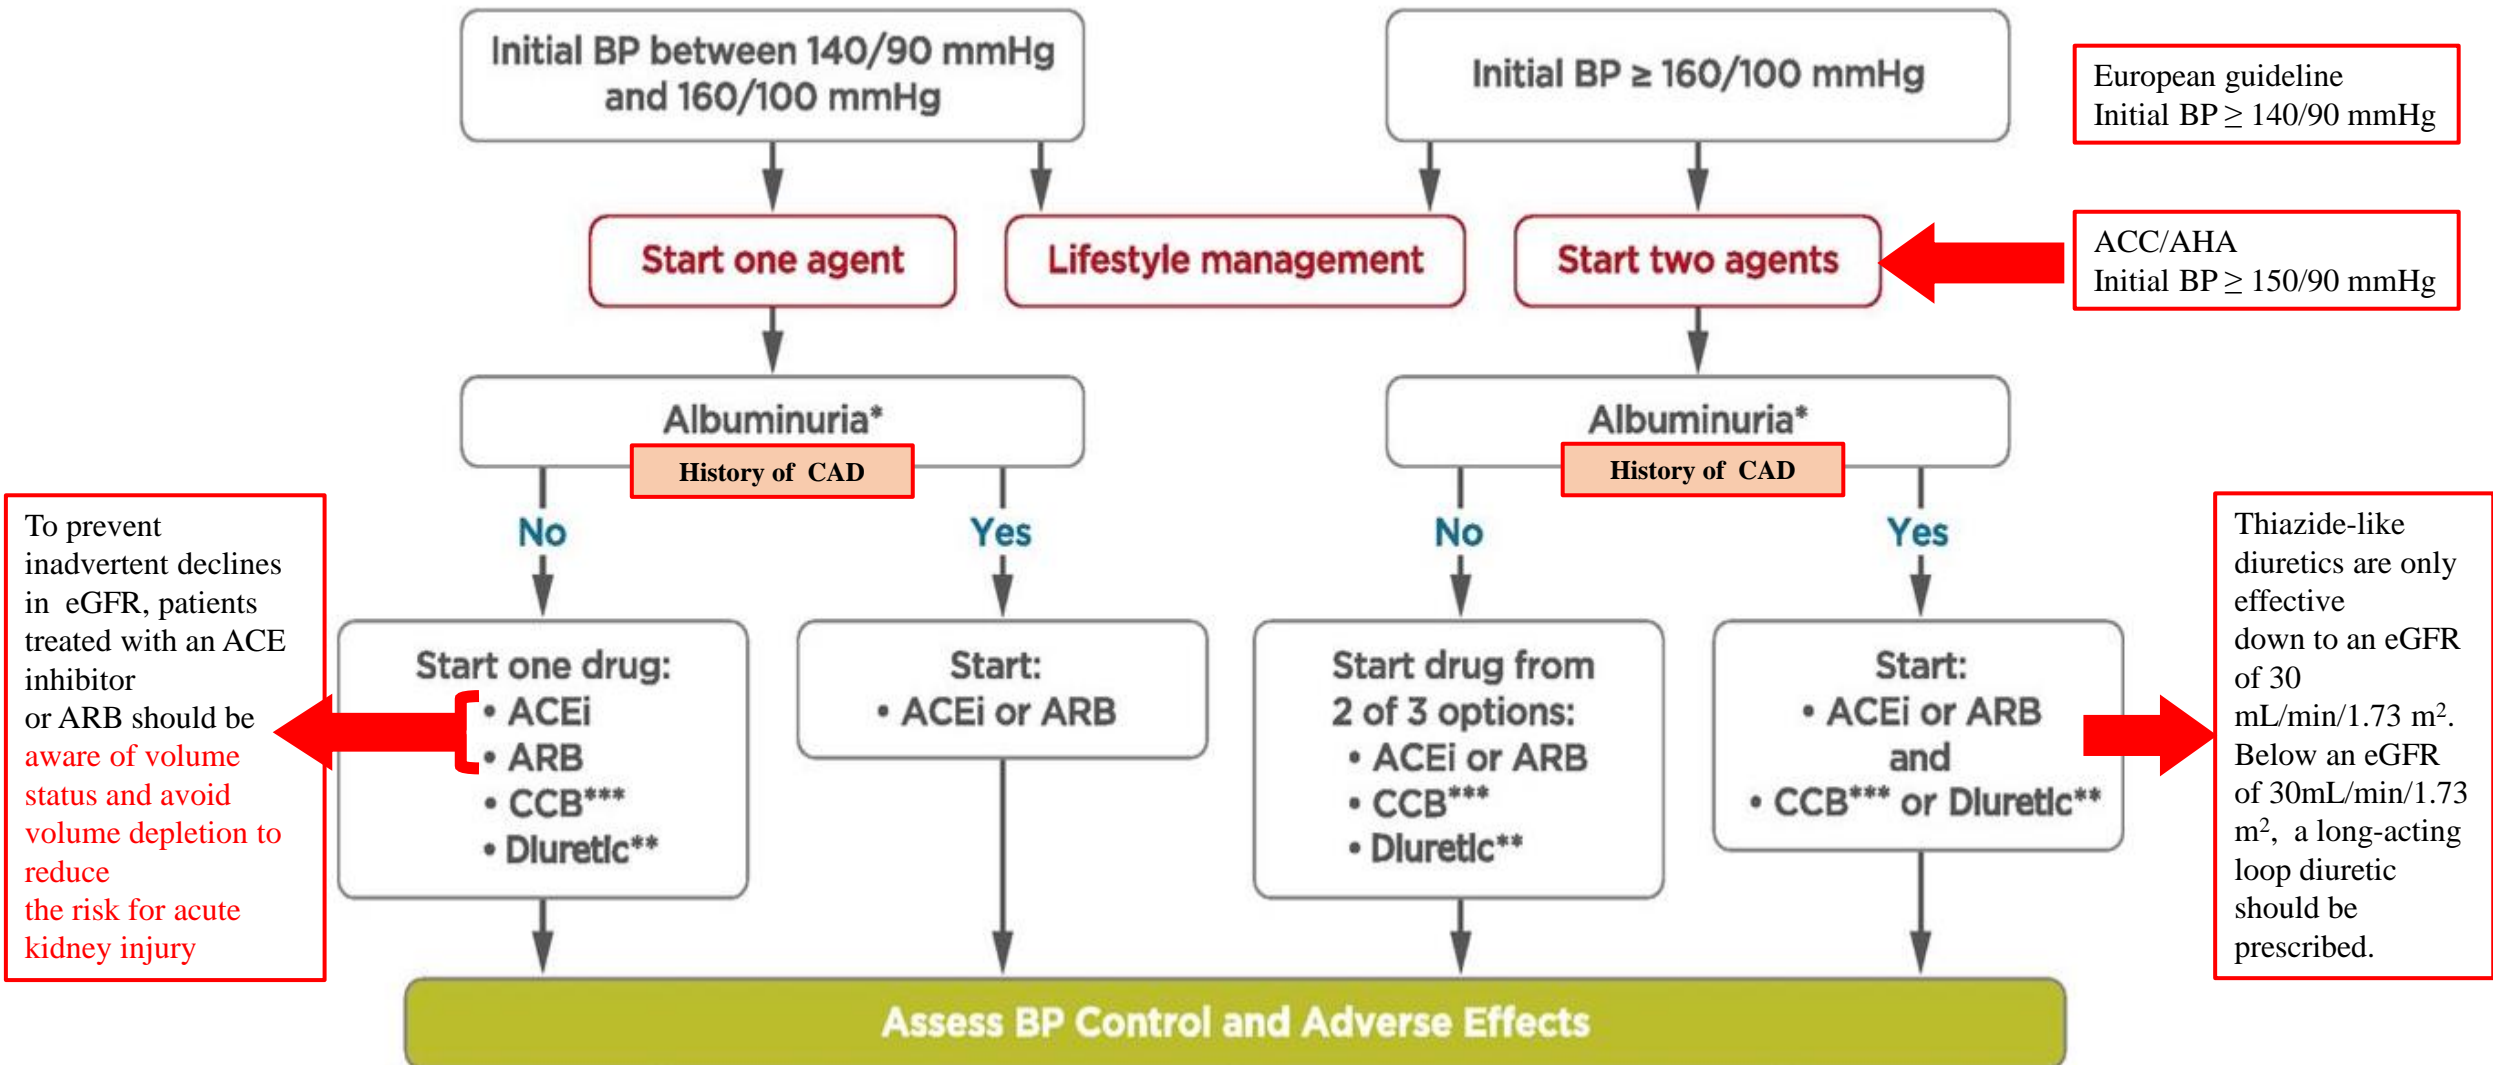 Initial BP between 140/90 mmHg
and 160/100 mmHg
Initial BP ≥ 160/100 mmHg
European guideline
Initial BP ≥ 140/90 mmHg
Start one agent
Lifestyle management
Start two agents
ACC/AHA
Initial BP ≥ 150/90 mmHg
Albuminuria*
History of CAD
Albuminuria*
History of CAD
No
Yes
No
Yes
To prevent
inadvertent declines
in eGFR, patients
treated with an ACE
inhibitor
or ARB should be
aware of volume
status and avoid
volume depletion to
reduce
the risk for acute
kidney injury
Start one drug:
• ACEi
• ARB
• CCB***
• Diuretic**
Start:
• ACEi or ARB
Start drug from
2 of 3 options:
• ACEi or ARB
• CCB***
• Diuretic**
Start:
• ACEi or ARB
and
• CCB*** or Diuretic**
Thiazide-like
diuretics are only
effective
down to an eGFR
of 30
mL/min/1.73 m².
Below an eGFR
of 30mL/min/1.73
m², a long-acting
loop diuretic
should be
prescribed.
Assess BP Control and Adverse Effects